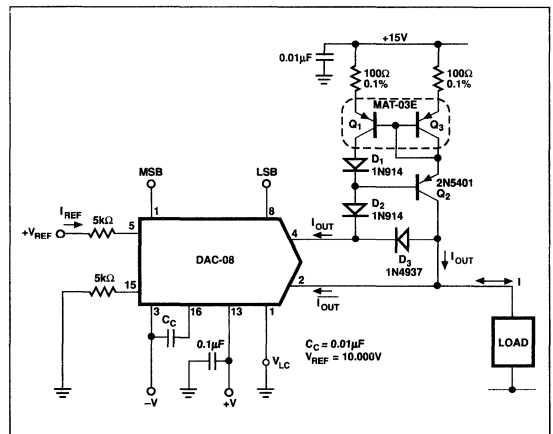 +15V
0.01µF
100Ω
0.1%
100Ω
0.1%
MAT-03E
Q1
Q3
MSB
LSB
D1
1N914
2N5401
Q2
IREF
1
8
D2
1N914
+VREF
5kΩ
5
4
IOUT
DAC-08
D3
1N4937
IOUT
5kΩ
15
2
I
IOUT
3
16
13
1
CC
0.1µF
CC = 0.01µF
VREF = 10.000V
VLC
LOAD
–V
+V